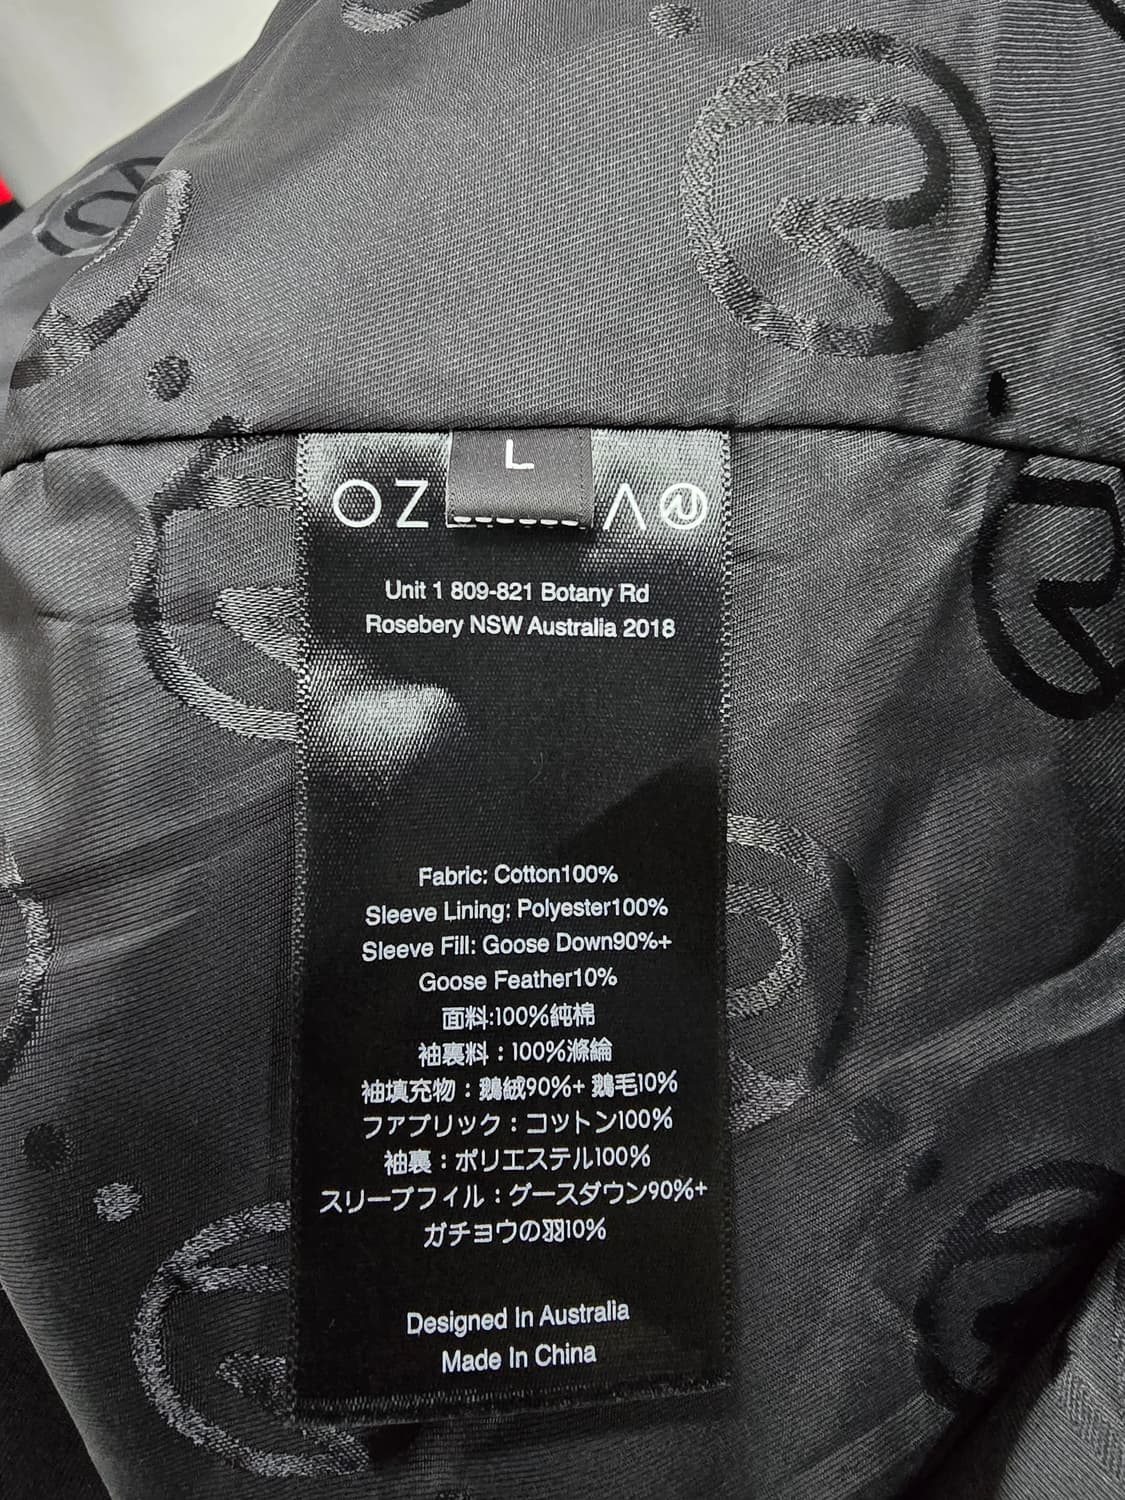 L
OZ
Unit 1 809-821 Botany Rd
Rosebery NSW Australia 2018
Fabric: Cotton100%
Sleeve Lining: Polyester100%
Sleeve Fill: Goose Down90%+
Goose Feather10%
面料:100%純棉
袖裏料：100%滌綸
袖填充物：鵝絨90%+ 鵝毛10%
ファブリック：コットン100%
袖裏：ポリエステル100%
スリーブフィル：グースダウン90%+
ガチョウの羽10%
Designed In Australia
Made In China